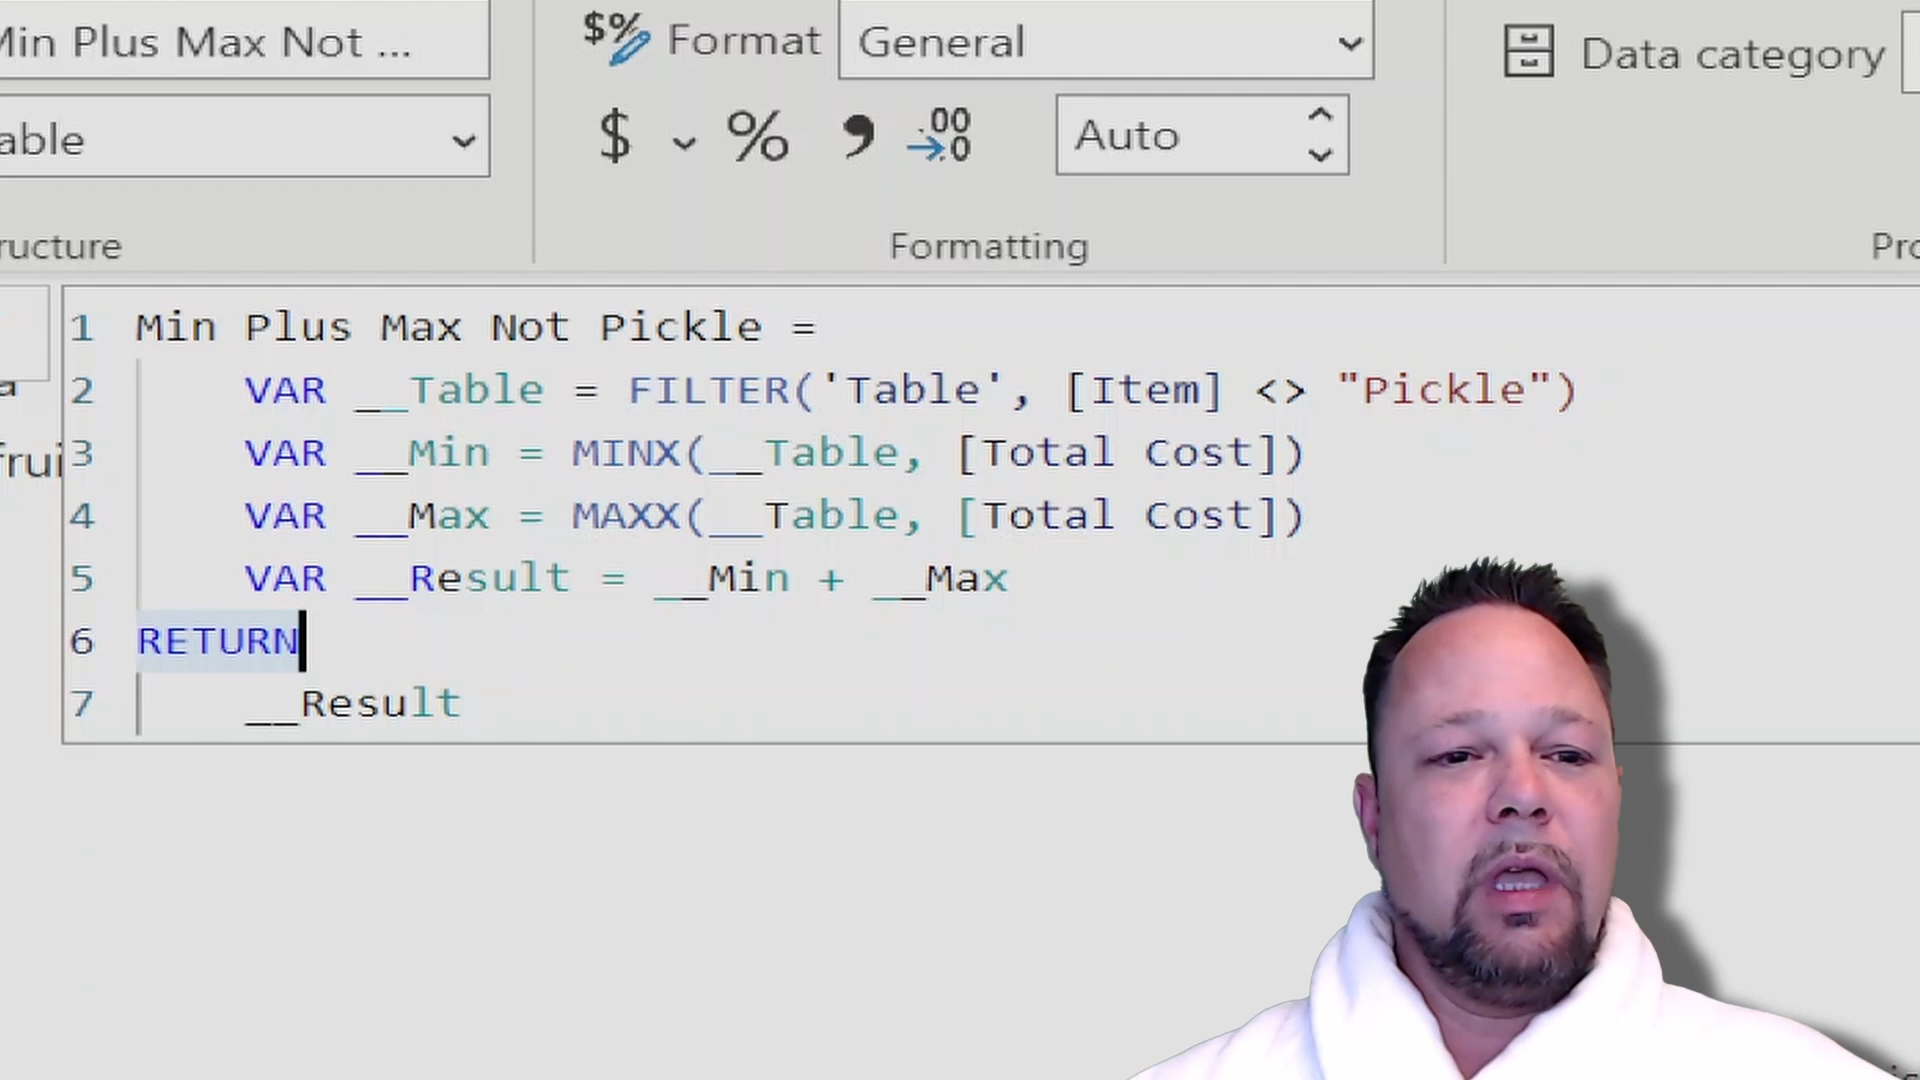 Min Plus Max Not ...
Format General
Data category
able
$ % , .00 .0
Auto
ructure
Formatting
1 Min Plus Max Not Pickle =
2 VAR __Table = FILTER('Table', [Item] <> "Pickle")
3 VAR __Min = MINX(__Table, [Total Cost])
4 VAR __Max = MAXX(__Table, [Total Cost])
5 VAR __Result = __Min + __Max
6 RETURN
7 __Result